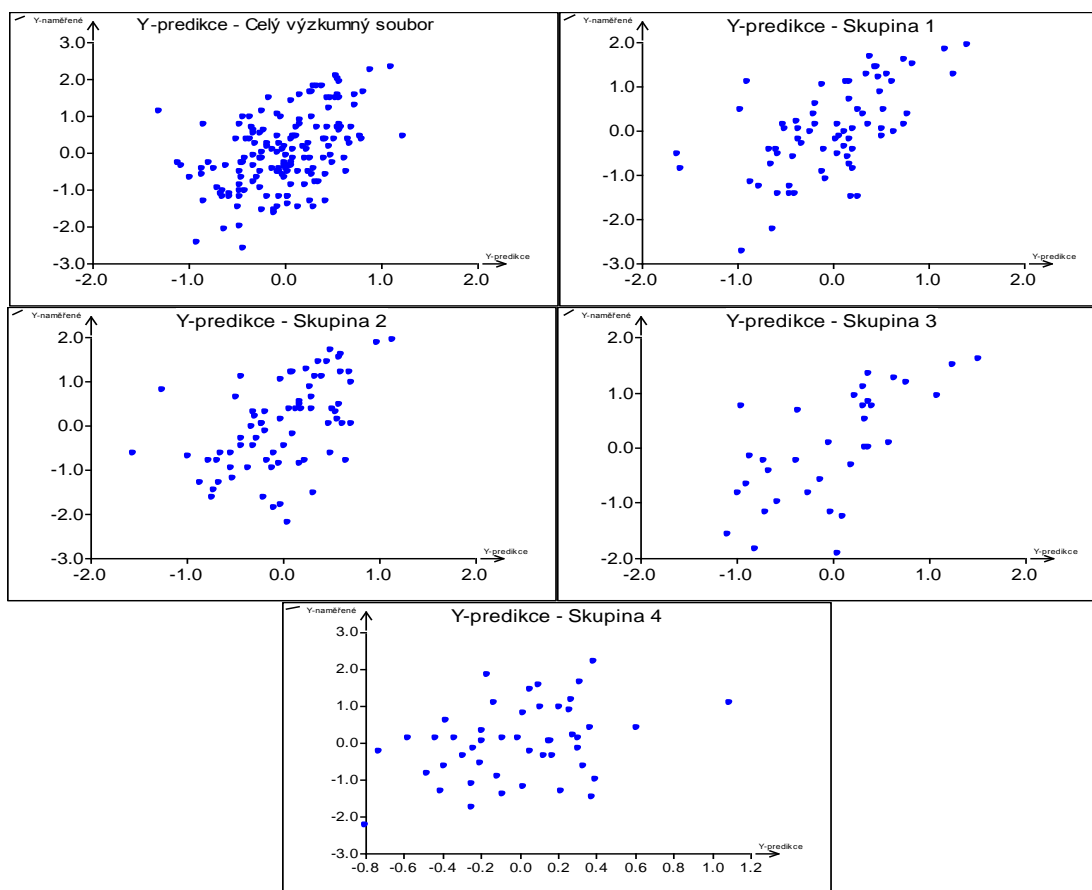 Y-naměřené
Y-predikce - Celý výzkumný soubor
3.0
2.0
1.0
0.0
-1.0
-2.0
-3.0
-2.0 -1.0 0.0 1.0 2.0
Y-predikce
Y-naměřené
Y-predikce - Skupina 1
2.0
1.0
0.0
-1.0
-2.0
-3.0
-2.0 -1.0 0.0 1.0 2.0
Y-predikce
Y-naměřené
Y-predikce - Skupina 2
2.0
1.0
0.0
-1.0
-2.0
-3.0
-2.0 -1.0 0.0 1.0 2.0
Y-predikce
Y-naměřené
Y-predikce - Skupina 3
2.0
1.0
0.0
-1.0
-2.0
-2.0 -1.0 0.0 1.0 2.0
Y-predikce
Y-naměřené
Y-predikce - Skupina 4
3.0
2.0
1.0
0.0
-1.0
-2.0
-3.0
-0.8 -0.6 -0.4 -0.2 0.0 0.2 0.4 0.6 0.8 1.0 1.2
Y-predikce